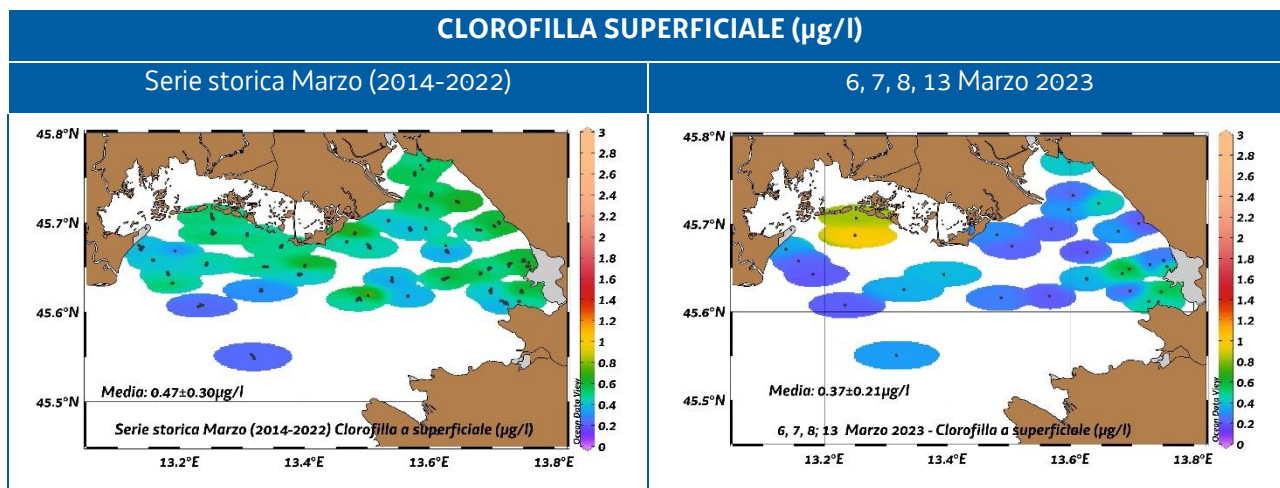 CLOROFILLA SUPERFICIALE (µg/l)
Serie storica Marzo (2014-2022)
6, 7, 8, 13 Marzo 2023
45.8°N
45.7°N
45.6°N
45.5°N
13.2°E
13.4°E
13.6°E
13.8°E
Media: 0.47±0.30µg/l
Serie storica Marzo (2014-2022) Clorofilla a superficiale (µg/l)
3
2.8
2.6
2.4
2.2
2
1.8
1.6
1.4
1.2
1
0.8
0.6
0.4
0.2
0
Ocean Data View
45.8°N
45.7°N
45.6°N
45.5°N
13.2°E
13.4°E
13.6°E
13.8°E
Media: 0.37±0.21µg/l
6, 7, 8; 13 Marzo 2023 - Clorofilla a superficiale (µg/l)
3
2.8
2.6
2.4
2.2
2
1.8
1.6
1.4
1.2
1
0.8
0.6
0.4
0.2
0
Ocean Data View